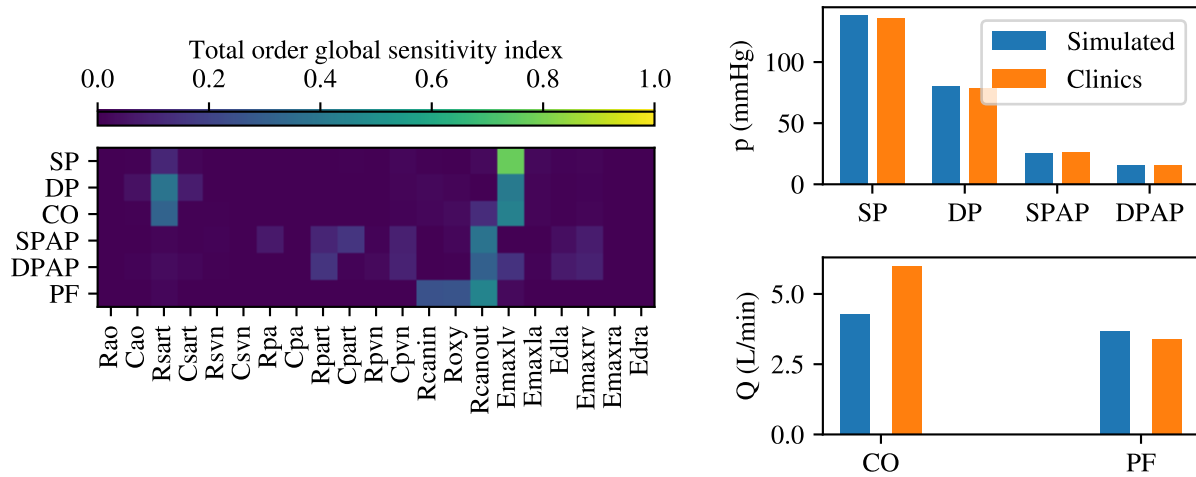 Total order global sensitivity index
0.0 0.2 0.4 0.6 0.8 1.0
SP
DP
CO
SPAP
DPAP
PF
Rao Cao Rsart Csart Rsvn Csvn Rpa Cpa Rpart Cpart Rpvn Cpvn Rcanin Roxy Rcanout Emaxlv Emaxla Edla Emaxrv Emaxra Edra
p (mmHg)
100
50
0
Simulated
Clinics
SP DP SPAP DPAP
Q (L/min)
5.0
2.5
0.0
CO PF